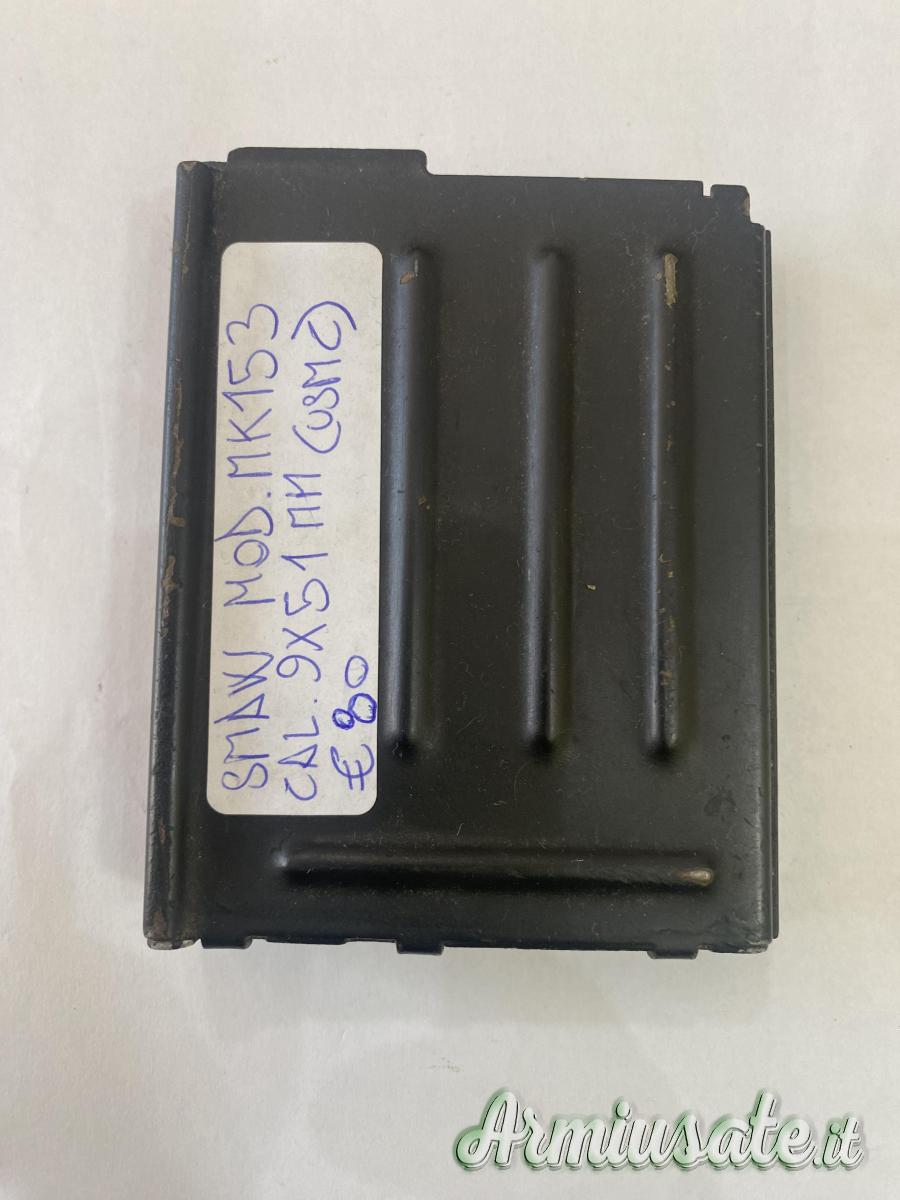 SMAW MOD. MK153
CAL. 9X51 MM (USMC)
€ 80
Armiusate.it